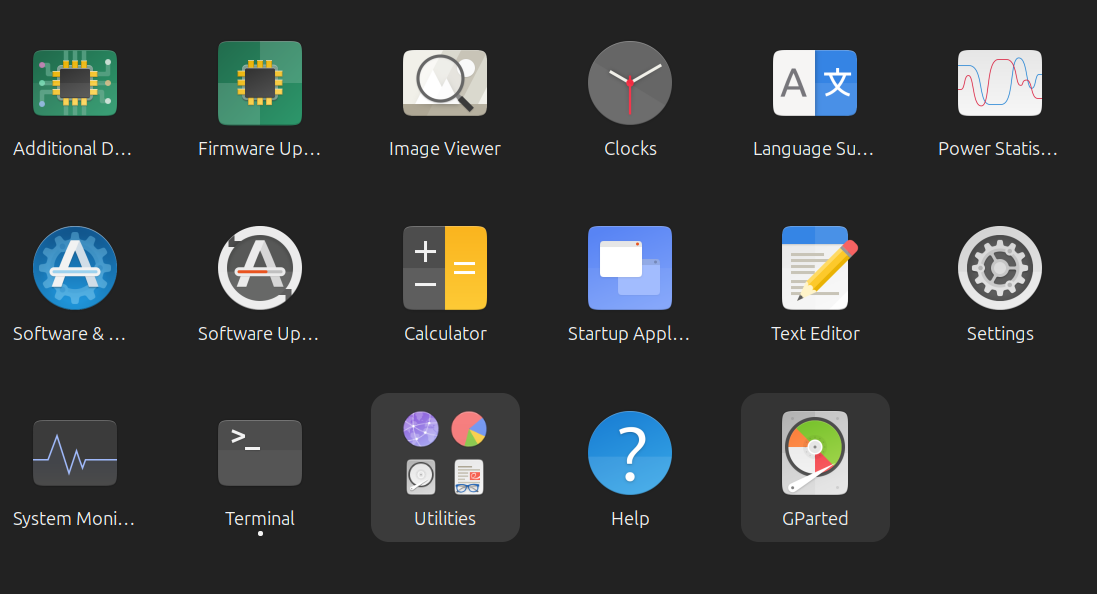 Additional D…
Firmware Up…
Image Viewer
Clocks
A 文
Language Su…
Power Statis…
Software & …
Software Up…
Calculator
Startup Appl…
Text Editor
Settings
System Moni…
>_
Terminal
Utilities
?
Help
GParted